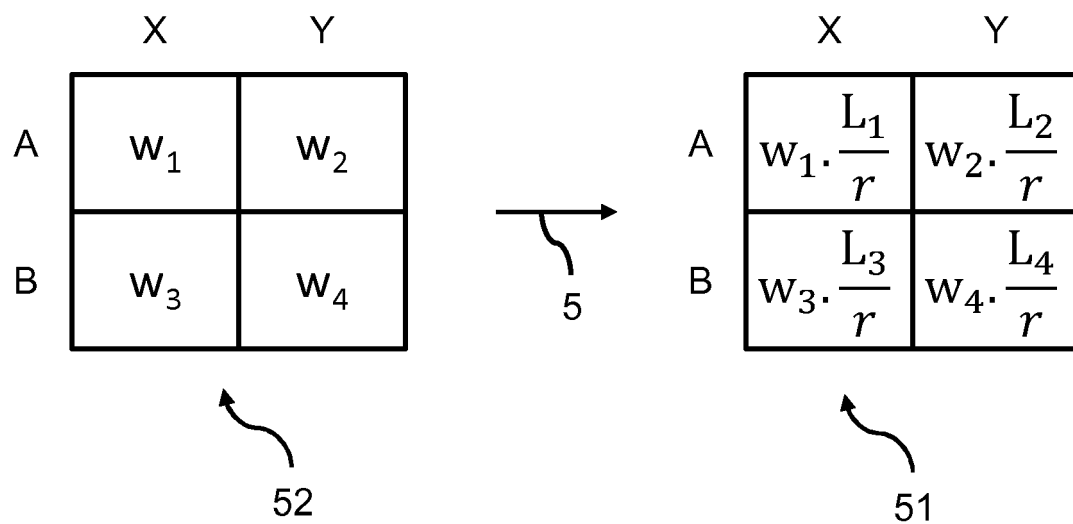 X Y X Y
A w₁ w₂ A w₁. L₁/r w₂. L₂/r
B w₃ w₄ B w₃. L₃/r w₄. L₄/r
5
52 51